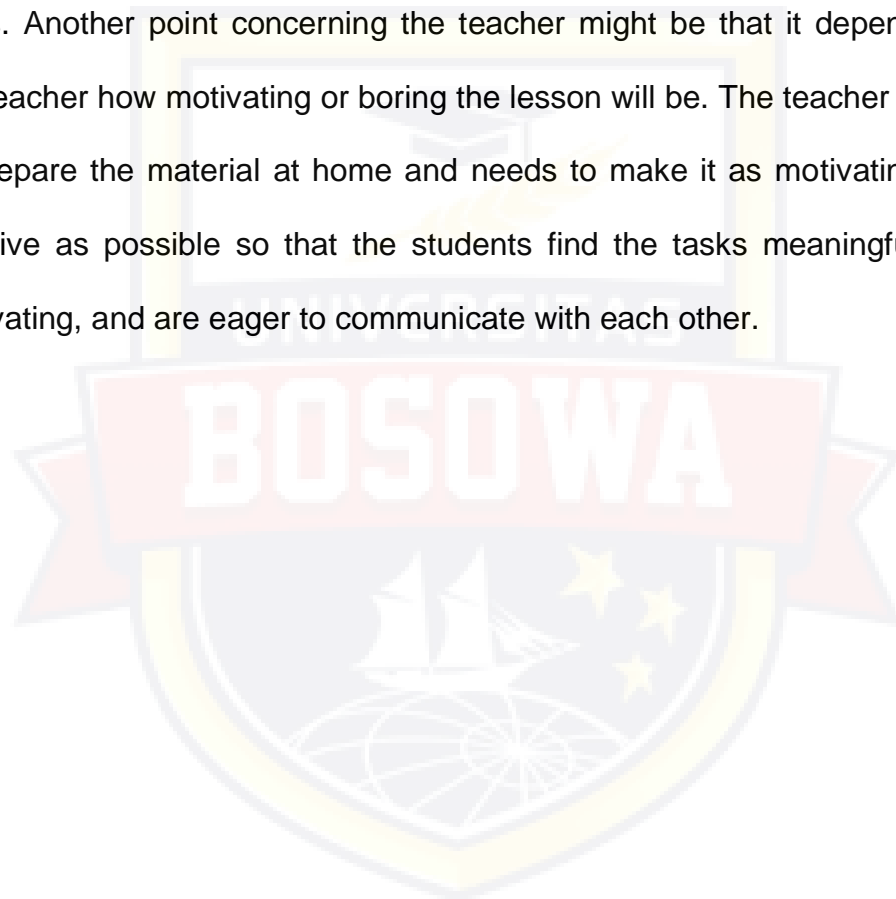 . Another point concerning the teacher might be that it depen
eacher how motivating or boring the lesson will be. The teacher
epare the material at home and needs to make it as motivatin
ive as possible so that the students find the tasks meaningfu
vating, and are eager to communicate with each other.
UNIVERSITAS
BOSOWA